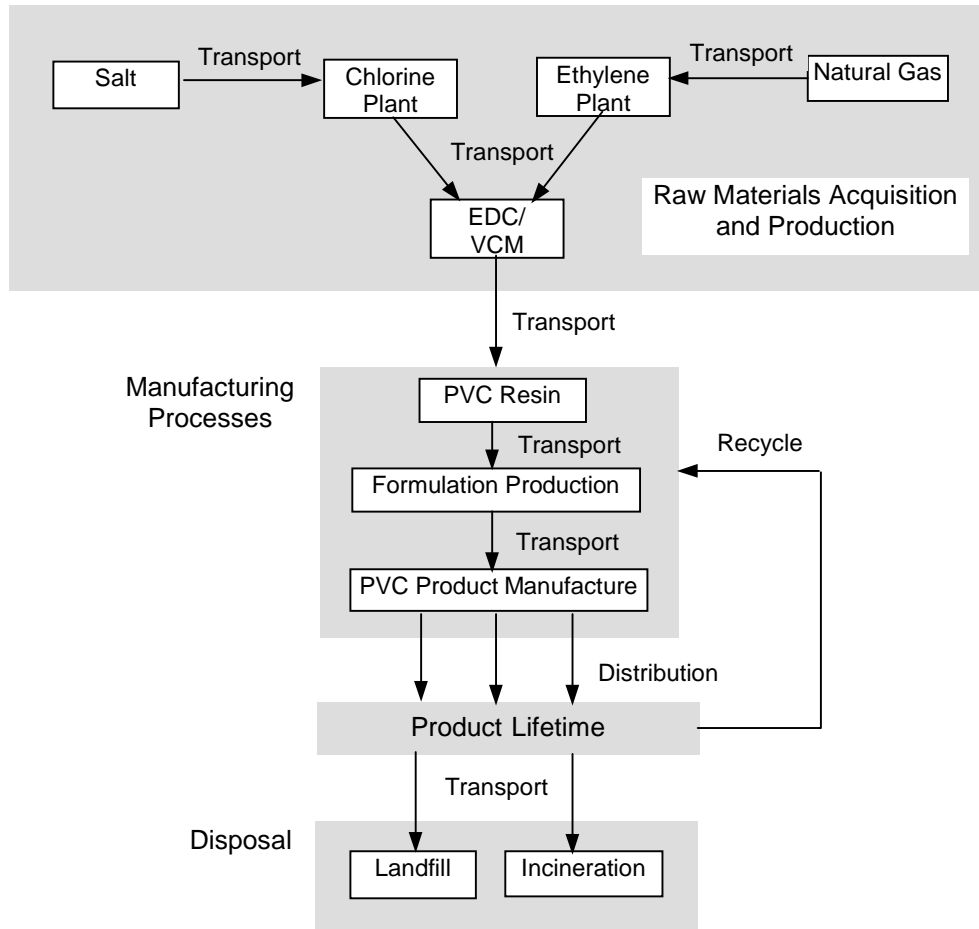 Transport
Transport
Salt
Chlorine
Plant
Ethylene
Plant
Natural Gas
Transport
EDC/
VCM
Raw Materials Acquisition
and Production
Transport
Manufacturing
Processes
PVC Resin
Transport
Recycle
Formulation Production
Transport
PVC Product Manufacture
Distribution
Product Lifetime
Transport
Disposal
Landfill
Incineration